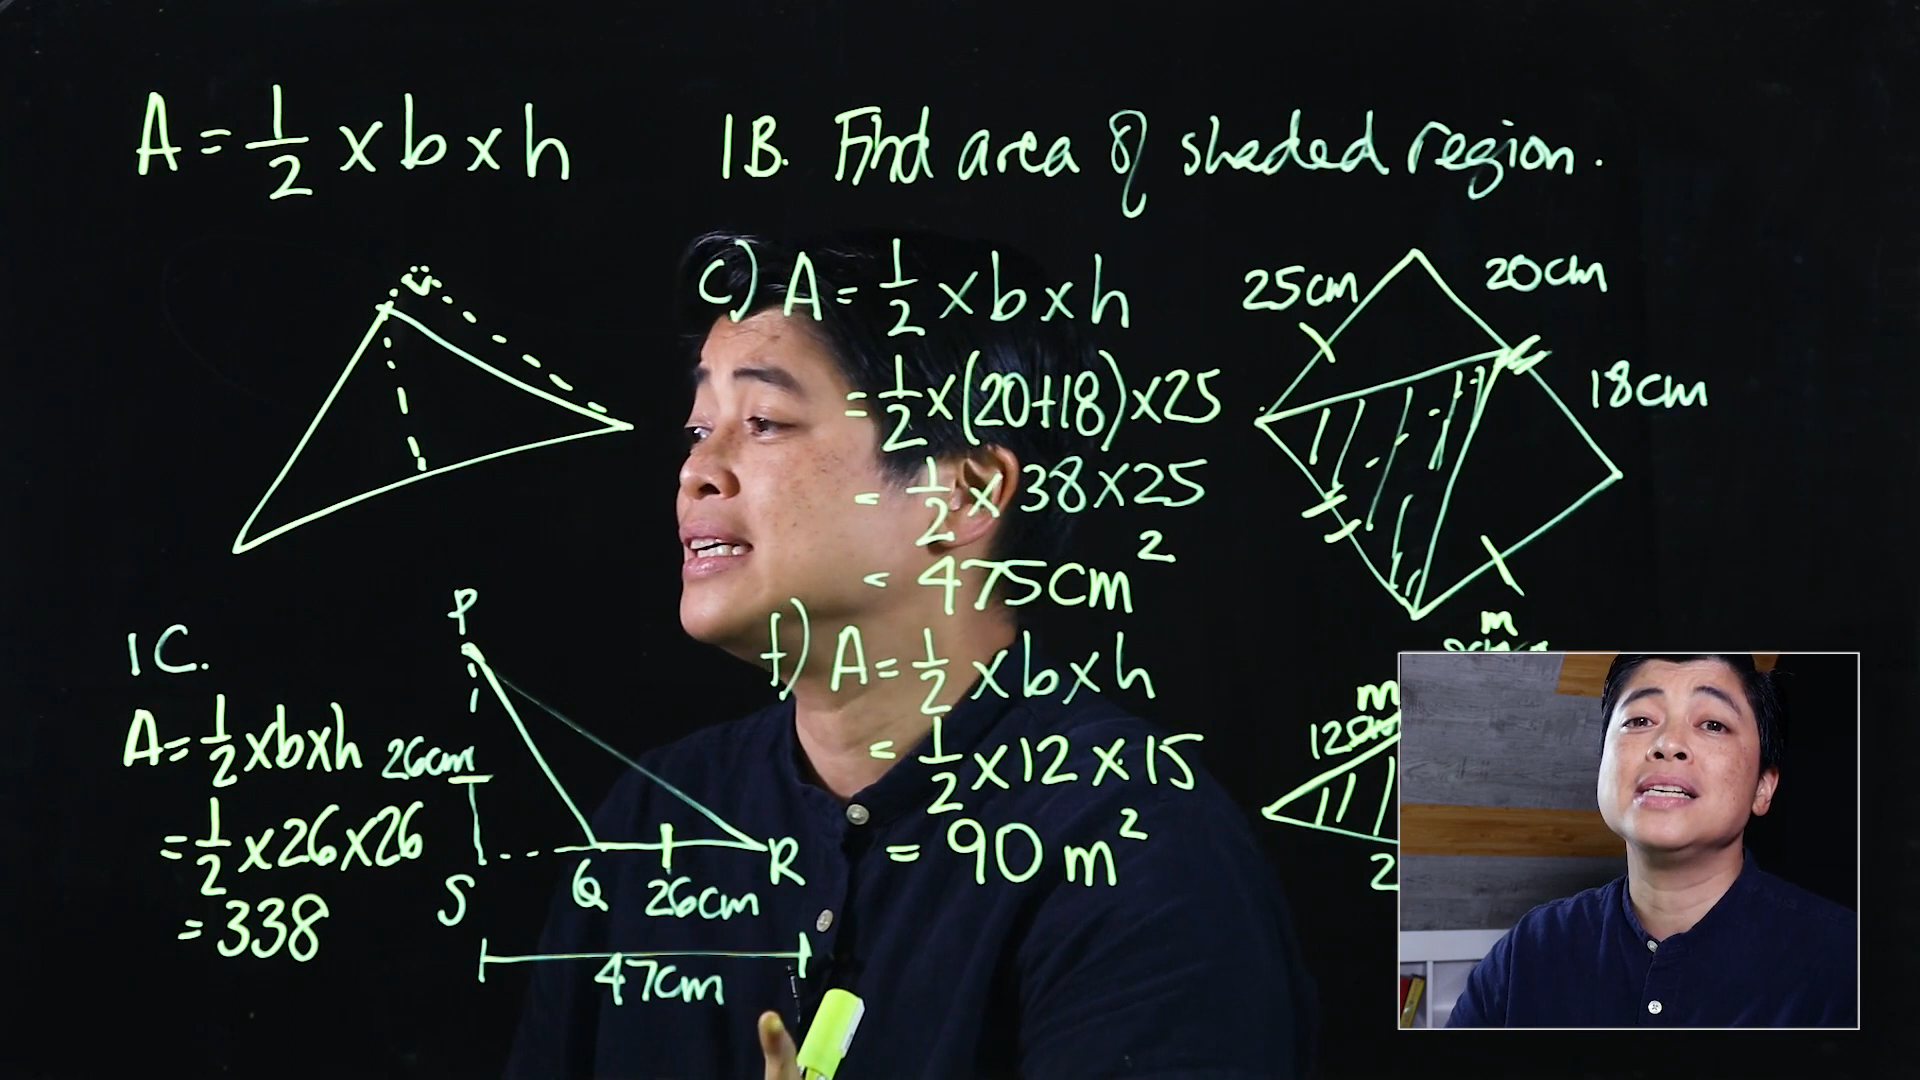 A = 1/2 x b x h
1B. Find area of shaded region.
c) A = 1/2 x b x h
= 1/2 x (20+18) x 25
= 1/2 x 38 x 25
= 475 cm²
25cm
20cm
18cm
f) A = 1/2 x b x h
= 1/2 x 12 x 15
= 90 m²
m
m
12
2
1C.
A = 1/2 x b x h
= 1/2 x 26 x 26
= 338
P
26cm
S
Q
26cm
R
47cm